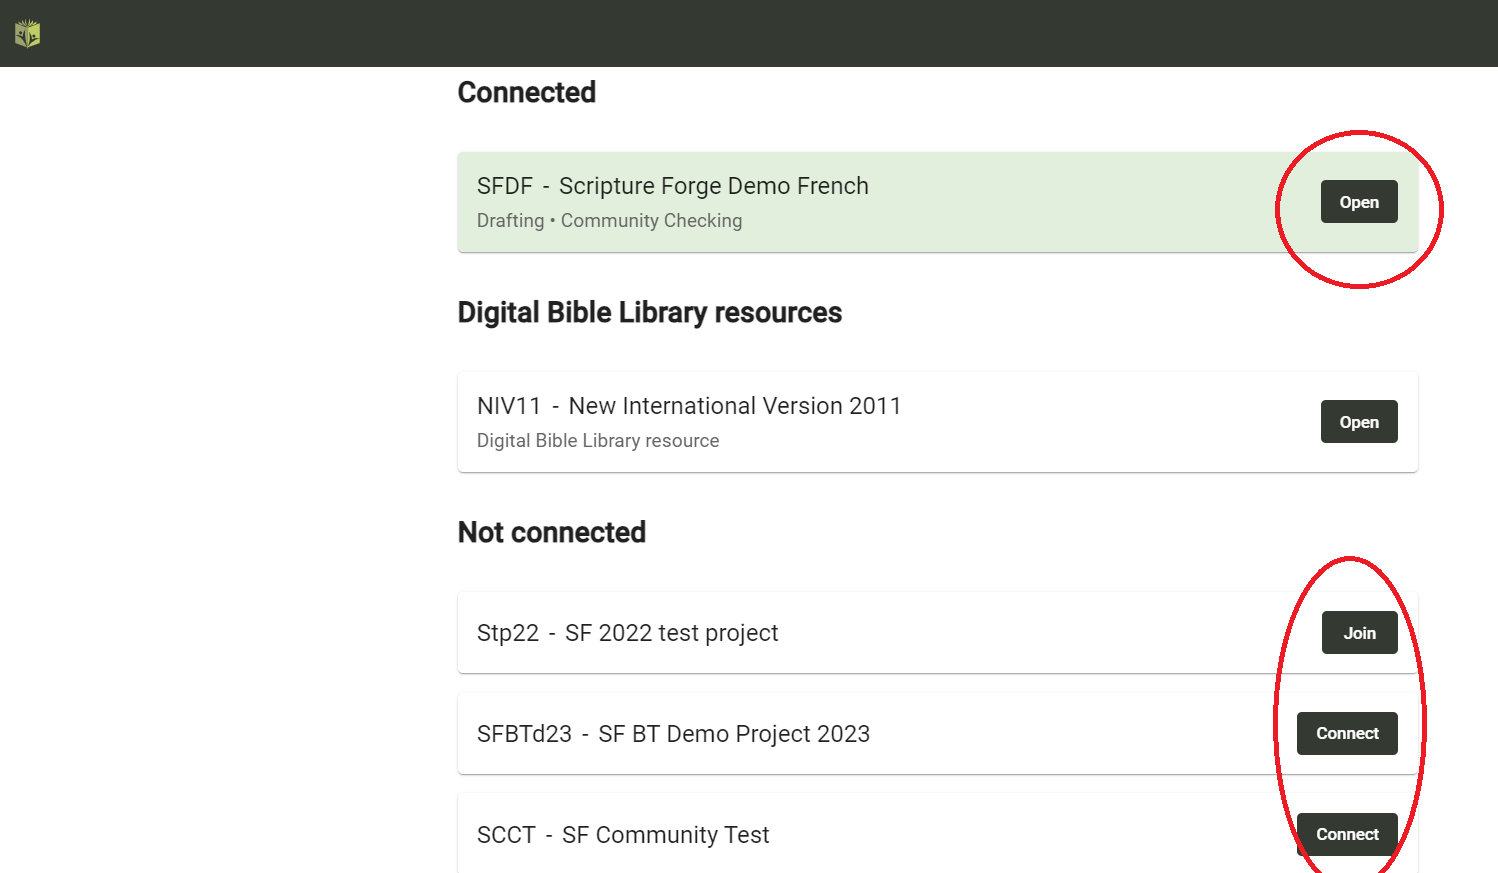 Connected
SFDF - Scripture Forge Demo French
Drafting • Community Checking
Open
Digital Bible Library resources
NIV11 - New International Version 2011
Digital Bible Library resource
Open
Not connected
Stp22 - SF 2022 test project
Join
SFBTd23 - SF BT Demo Project 2023
Connect
SCCT - SF Community Test
Connect